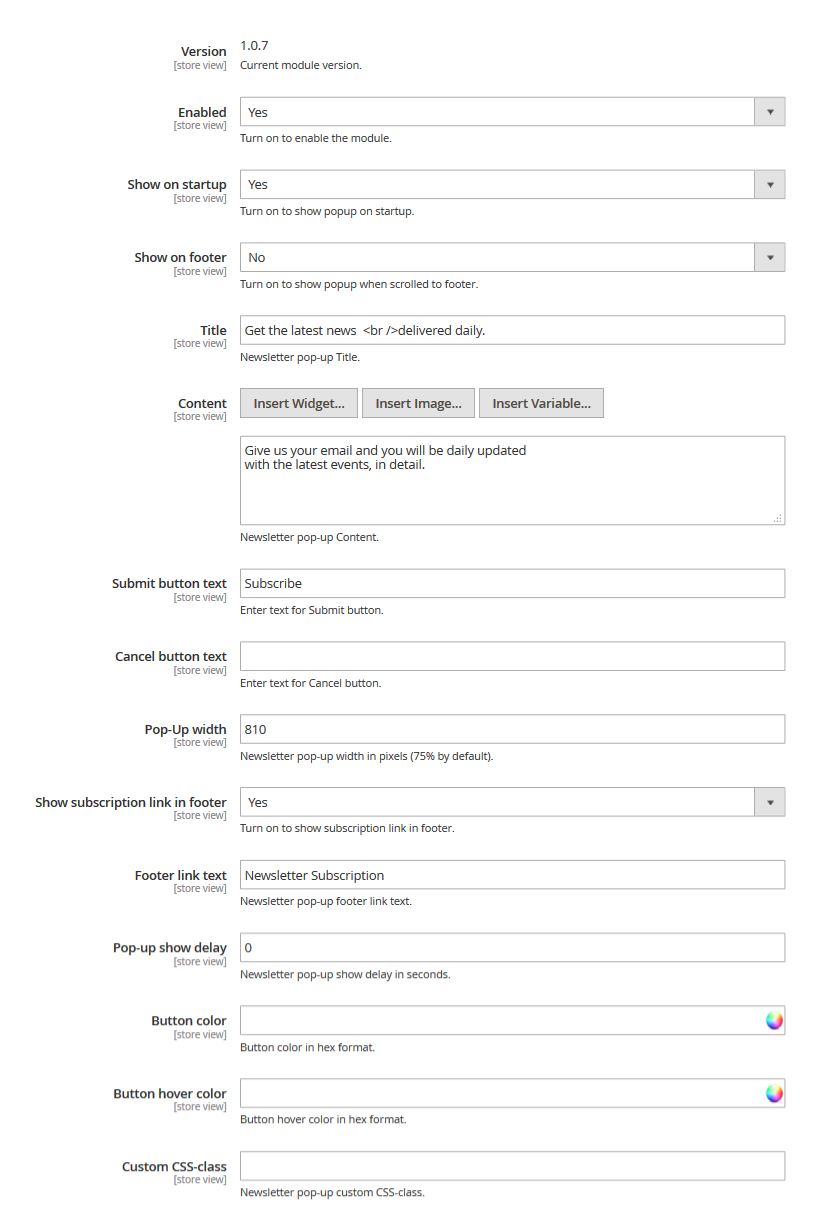 Version
1.0.7
[store view]
Current module version.
Enabled
Yes
[store view]
Turn on to enable the module.
Show on startup
Yes
[store view]
Turn on to show popup on startup.
Show on footer
No
[store view]
Turn on to show popup when scrolled to footer.
Title
Get the latest news  <br />delivered daily.
[store view]
Newsletter pop-up Title.
Content
Insert Widget... Insert Image... Insert Variable...
[store view]
Give us your email and you will be daily updated
with the latest events, in detail.
Newsletter pop-up Content.
Submit button text
Subscribe
[store view]
Enter text for Submit button.
Cancel button text
[store view]
Enter text for Cancel button.
Pop-Up width
810
[store view]
Newsletter pop-up width in pixels (75% by default).
Show subscription link in footer
Yes
[store view]
Turn on to show subscription link in footer.
Footer link text
Newsletter Subscription
[store view]
Newsletter pop-up footer link text.
Pop-up show delay
0
[store view]
Newsletter pop-up show delay in seconds.
Button color
[store view]
Button color in hex format.
Button hover color
[store view]
Button hover color in hex format.
Custom CSS-class
[store view]
Newsletter pop-up custom CSS-class.